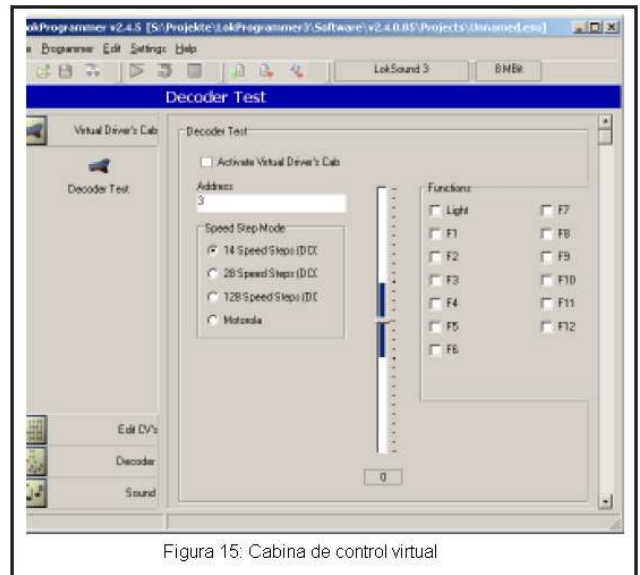 okProgrammer v2.4.5 [S:\Projekte\LokProgrammer3\Software\v2.4.0.85\Projects\Unnamed.esu]
Programmer Edit Settings Help
LokSound 3
8MBit
Decoder Test
Virtual Driver's Cab
Decoder Test
Edit CV's
Decoder
Sound
Decoder Test
Activate Virtual Driver's Cab
Address
3
Speed Step Mode
14 Speed Steps (DCC
28 Speed Steps (DCC
128 Speed Steps (DC
Motorola
0
Functions
Light
F1
F2
F3
F4
F5
F6
F7
F8
F9
F10
F11
F12
Figura 15: Cabina de control virtual